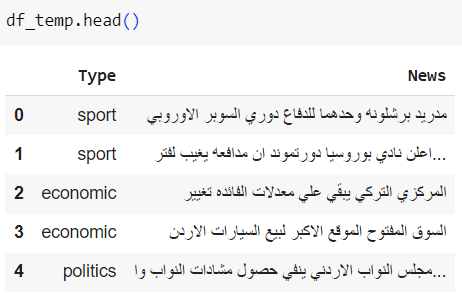 df_temp.head()
Type News
0 sport مدريد برشلونه وحدهما للدفاع دوري السوبر الاوروبي
1 sport اعلن نادي بوروسيا دورتموند ان مدافعه يغيب لفتر...
2 economic المركزي التركي يبقي علي معدلات الفائده تغيير
3 economic السوق المفتوح الموقع الاكبر لبيع السيارات الاردن
4 politics مجلس النواب الاردني ينفي حصول مشادات النواب وا...